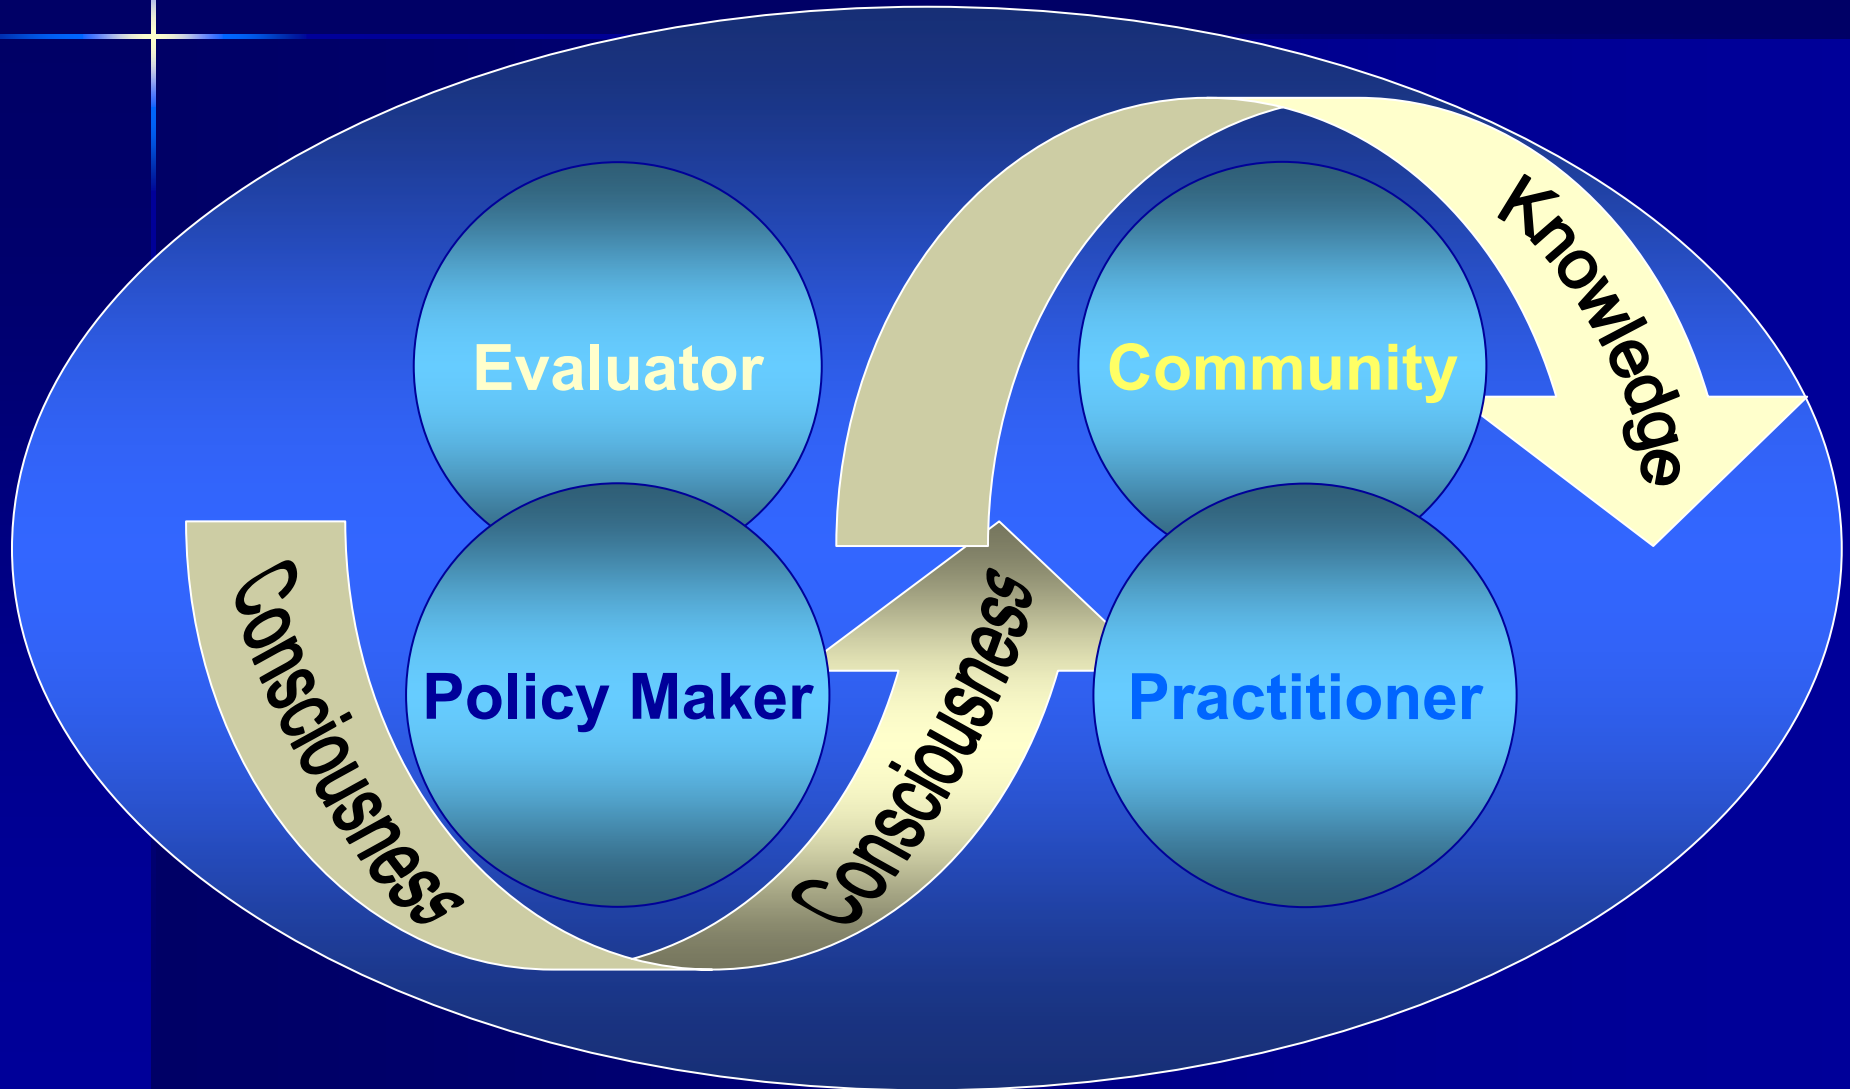 Evaluator
Community
Knowledge
Policy Maker
Practitioner
Consciousness
Consciousness